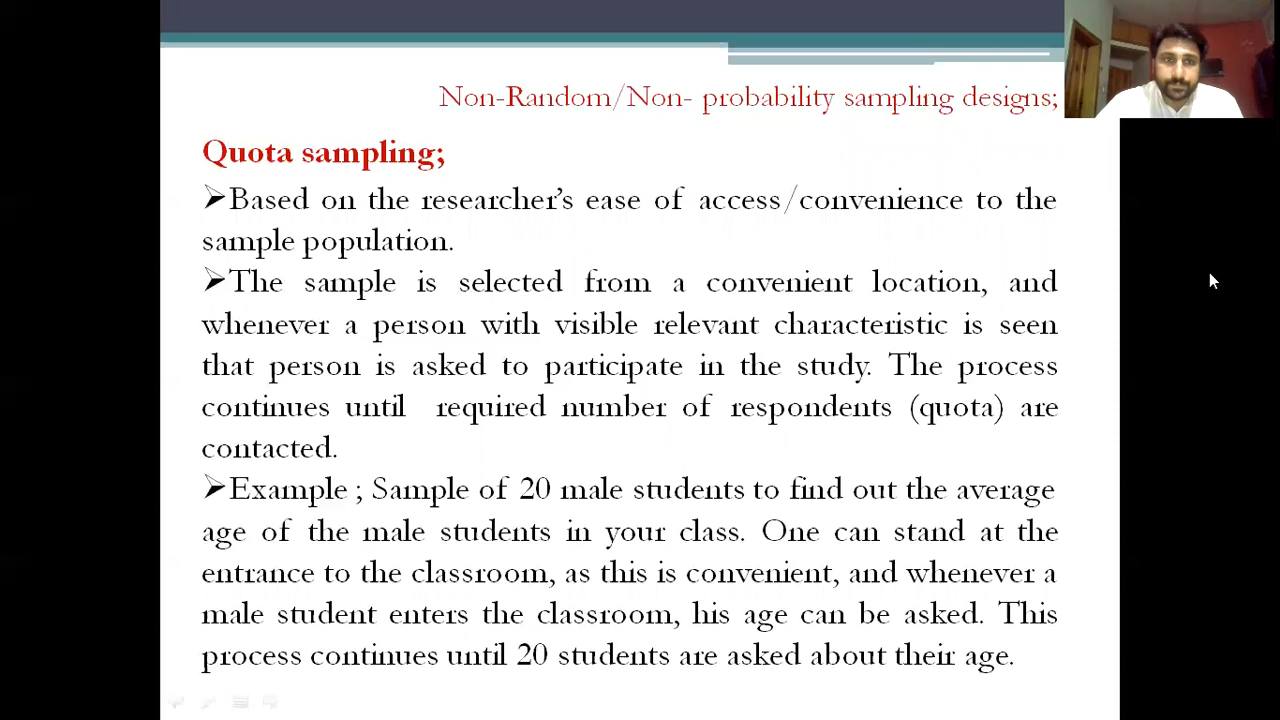 Non-Random/Non- probability sampling designs;
Quota sampling;
➢Based on the researcher's ease of access/convenience to the
sample population.
➢The sample is selected from a convenient location, and
whenever a person with visible relevant characteristic is seen
that person is asked to participate in the study. The process
continues until required number of respondents (quota) are
contacted.
➢Example ; Sample of 20 male students to find out the average
age of the male students in your class. One can stand at the
entrance to the classroom, as this is convenient, and whenever a
male student enters the classroom, his age can be asked. This
process continues until 20 students are asked about their age.